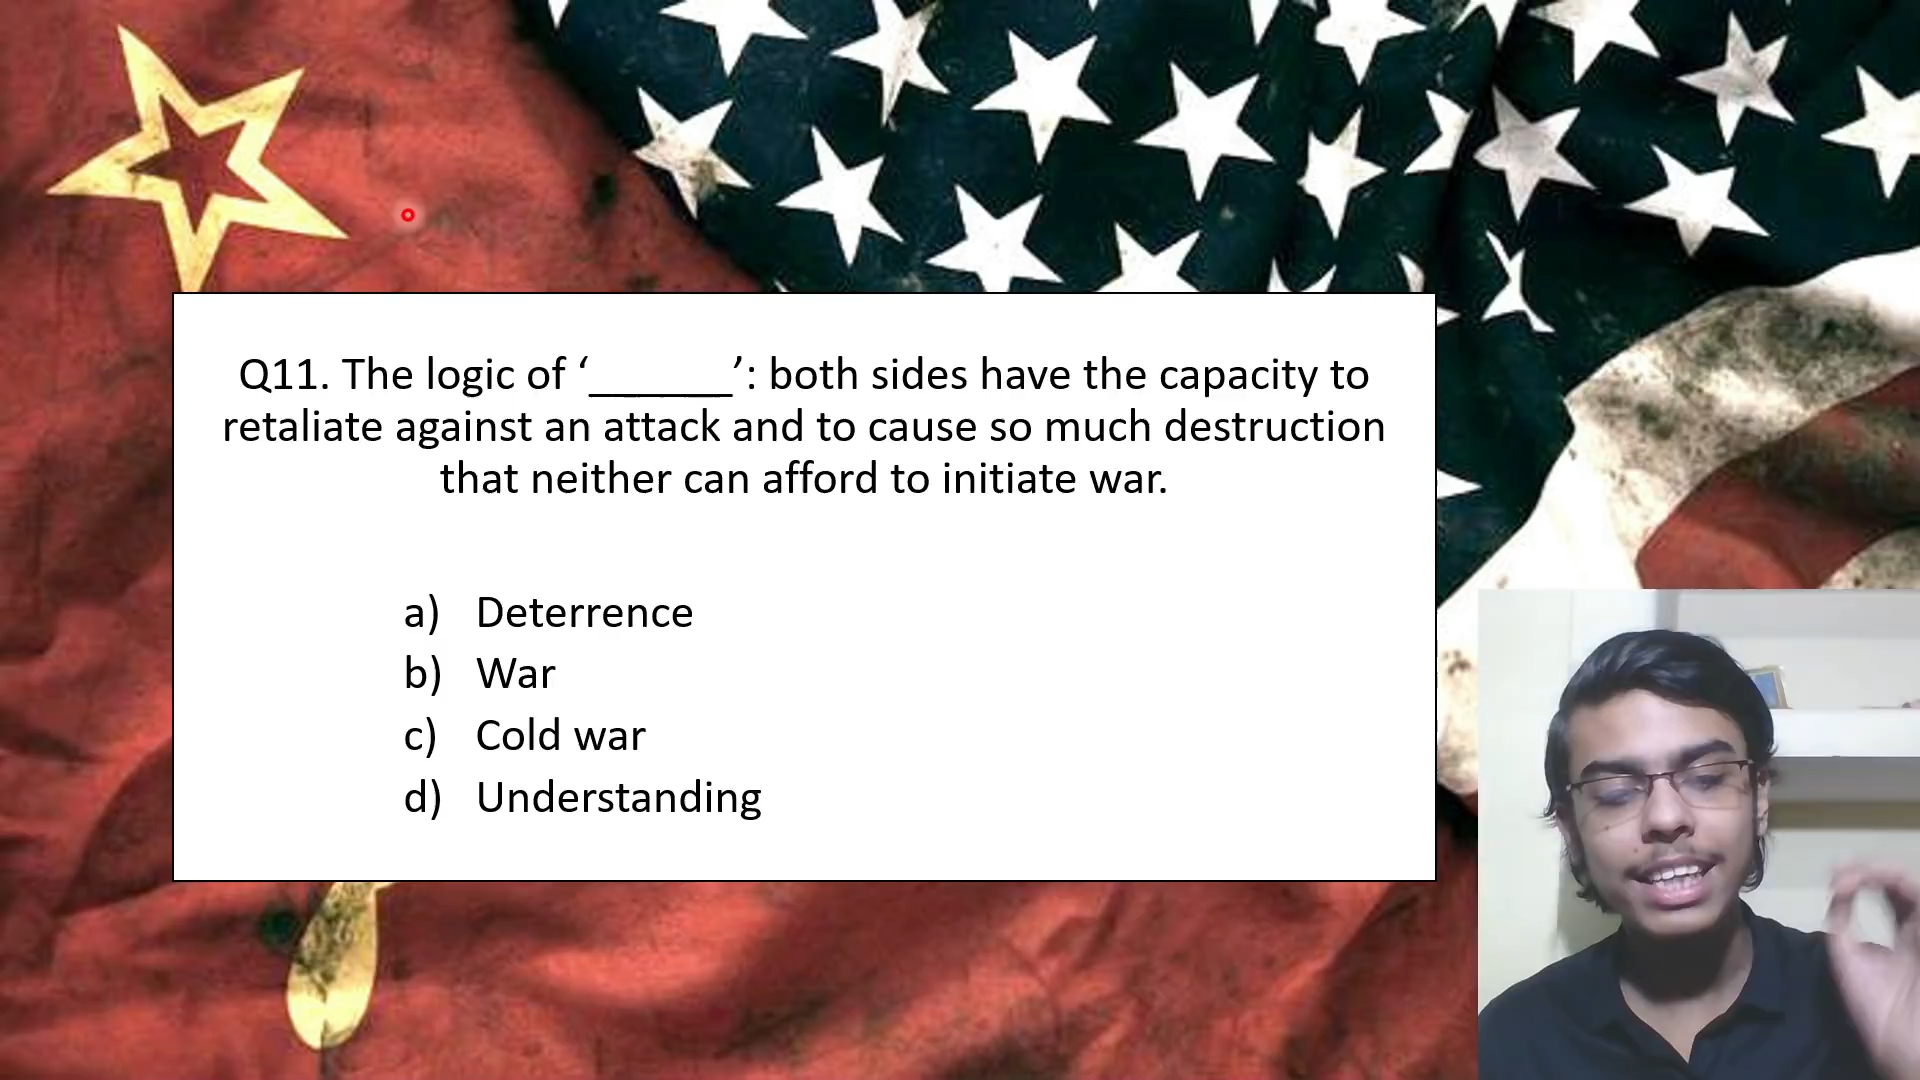 Q11. The logic of ‘______’: both sides have the capacity to
retaliate against an attack and to cause so much destruction
that neither can afford to initiate war.
a) Deterrence
b) War
c) Cold war
d) Understanding